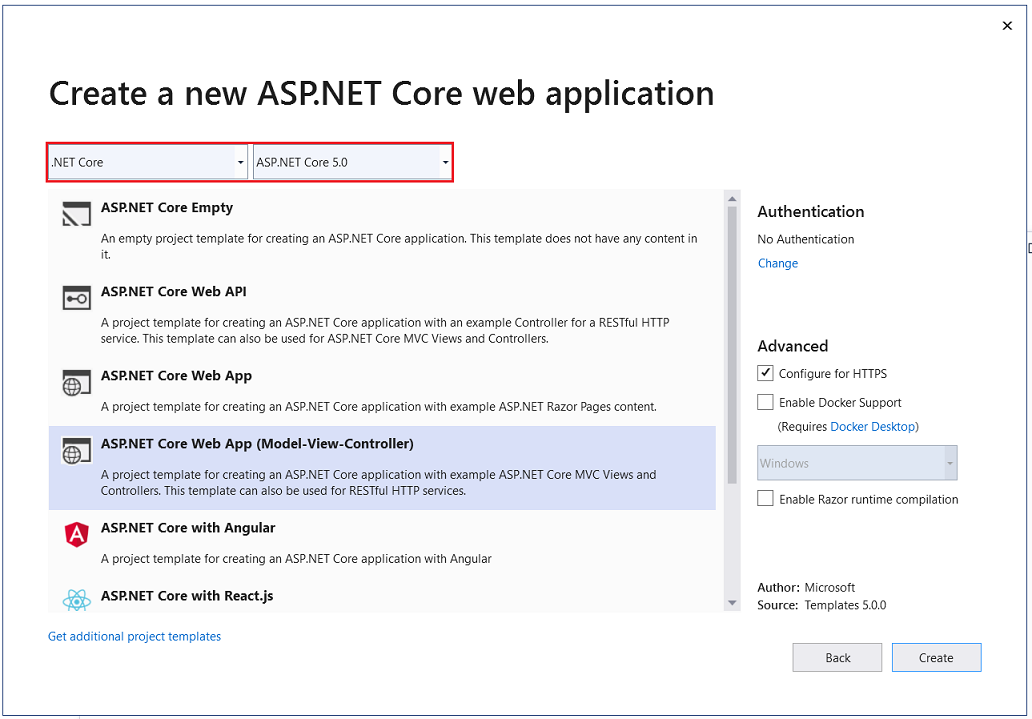 Create a new ASP.NET Core web application
.NET Core
ASP.NET Core 5.0
ASP.NET Core Empty
An empty project template for creating an ASP.NET Core application. This template does not have any content in
it.
ASP.NET Core Web API
A project template for creating an ASP.NET Core application with an example Controller for a RESTful HTTP
service. This template can also be used for ASP.NET Core MVC Views and Controllers.
ASP.NET Core Web App
A project template for creating an ASP.NET Core application with example ASP.NET Razor Pages content.
ASP.NET Core Web App (Model-View-Controller)
A project template for creating an ASP.NET Core application with example ASP.NET Core MVC Views and
Controllers. This template can also be used for RESTful HTTP services.
ASP.NET Core with Angular
A project template for creating an ASP.NET Core application with Angular
ASP.NET Core with React.js
Get additional project templates
Authentication
No Authentication
Change
Advanced
Configure for HTTPS
Enable Docker Support
(Requires Docker Desktop)
Windows
Enable Razor runtime compilation
Author: Microsoft
Source: Templates 5.0.0
Back
Create